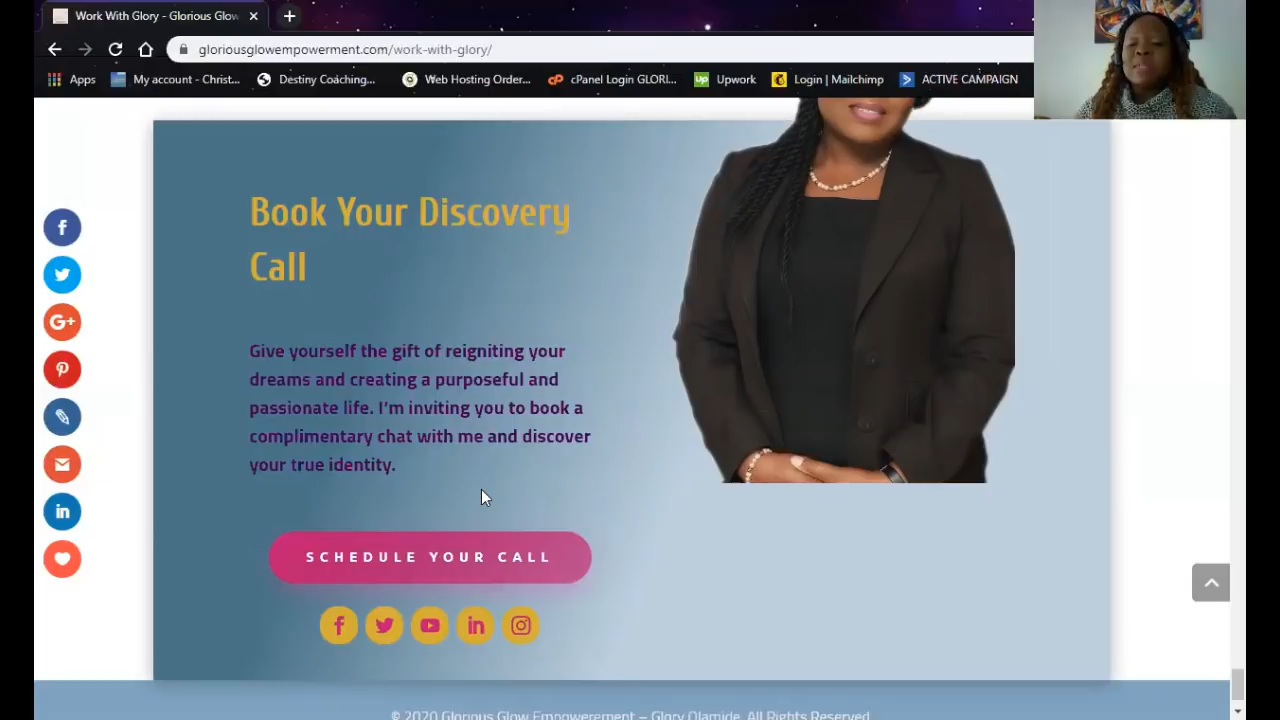 Work With Glory - Glorious Glow
gloriousglowempowerment.com/work-with-glory/
Apps
My account - Christ...
Destiny Coaching...
Web Hosting Order...
cPanel Login GLORI...
Upwork
Login | Mailchimp
ACTIVE CAMPAIGN
Book Your Discovery
Call
Give yourself the gift of reigniting your
dreams and creating a purposeful and
passionate life. I'm inviting you to book a
complimentary chat with me and discover
your true identity.
SCHEDULE YOUR CALL
© 2020 Glorious Glow Empowerement – Glory Olamide. All Rights Reserved